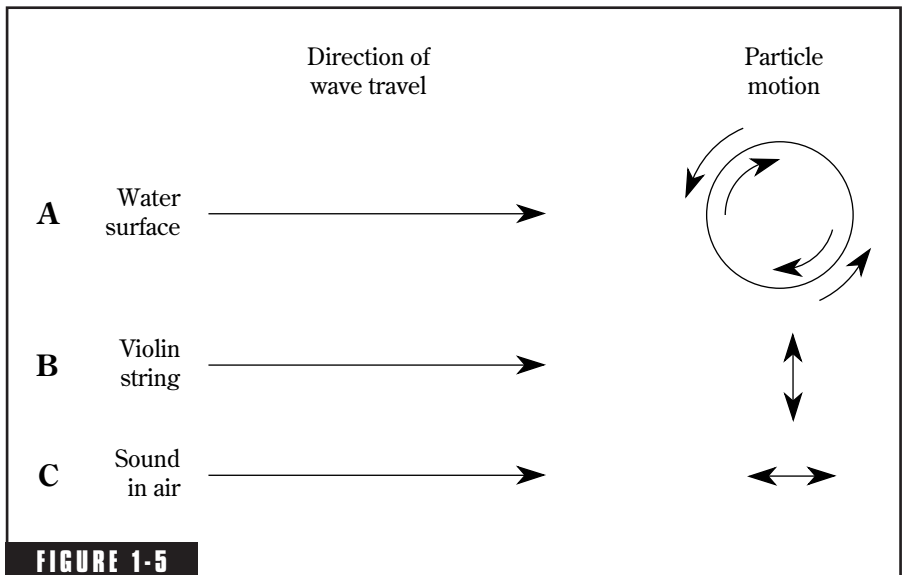 Direction of
wave travel
Particle
motion
A
Water
surface
B
Violin
string
C
Sound
in air
FIGURE 1-5